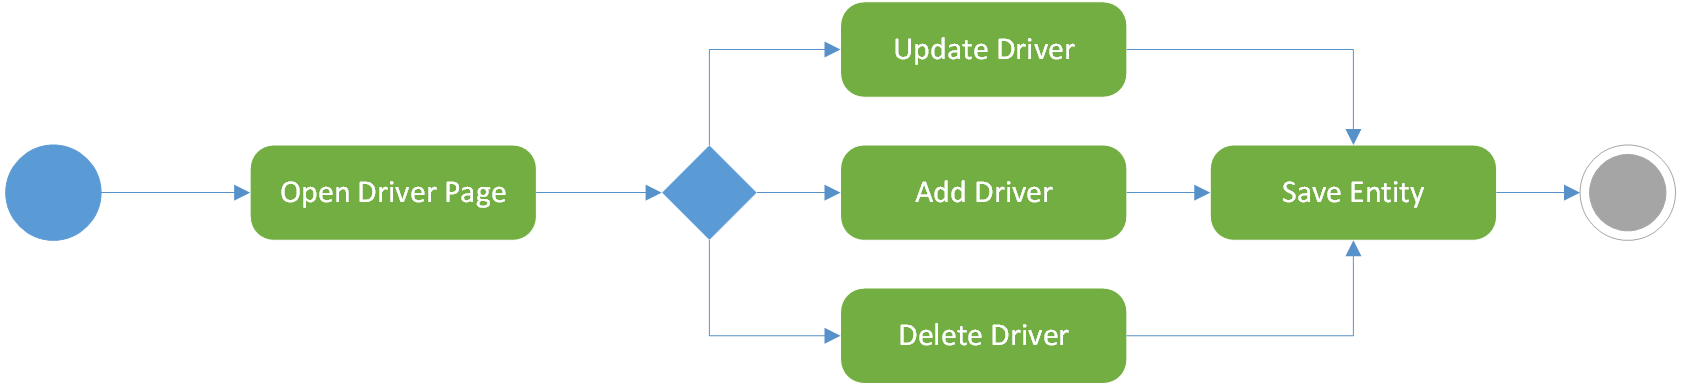 Update Driver
Open Driver Page
Add Driver
Save Entity
Delete Driver